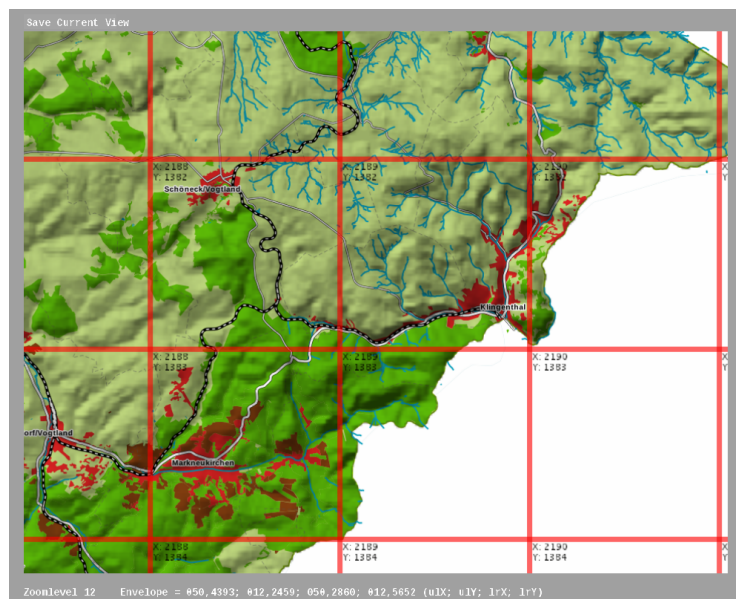 Save Current View
X: 2188
Y: 1382
X: 2189
Y: 1382
X: 2190
Y: 1382
Schöneck/Vogtland
Klingenthal
X: 2188
Y: 1383
X: 2189
Y: 1383
X: 2190
Y: 1383
orf/Vogtland
Markneukirchen
X: 2188
Y: 1384
X: 2189
Y: 1384
X: 2190
Y: 1384
Zoomlevel 12 Envelope = 050,4393; 012,2459; 050,2860; 012,5652 (ulX; ulY; lrX; lrY)